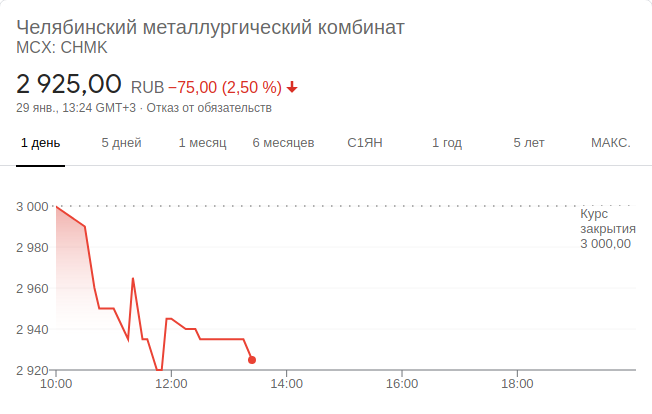 Челябинский металлургический комбинат
MCX: CHMK
2 925,00 RUB −75,00 (2,50 %)
29 янв., 13:24 GMT+3 · Отказ от обязательств
1 день 5 дней 1 месяц 6 месяцев С1ЯН 1 год 5 лет МАКС.
3 000
Курс
закрытия
3 000,00
2 980
2 960
2 940
2 920
10:00 12:00 14:00 16:00 18:00